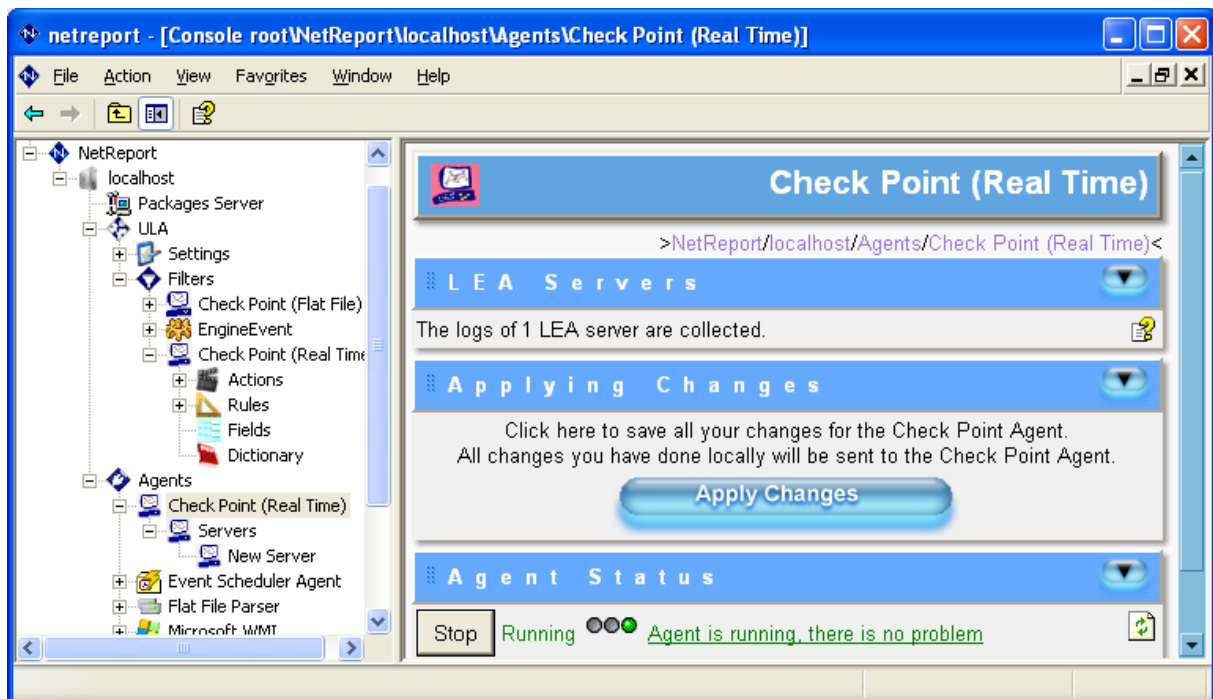 netreport - [Console root\NetReport\localhost\Agents\Check Point (Real Time)]
File Action View Favorites Window Help
NetReport
localhost
Packages Server
ULA
Settings
Filters
Check Point (Flat File)
EngineEvent
Check Point (Real Time
Actions
Rules
Fields
Dictionary
Agents
Check Point (Real Time)
Servers
New Server
Event Scheduler Agent
Flat File Parser
Microsoft WMI
Check Point (Real Time)
>NetReport/localhost/Agents/Check Point (Real Time)<
LEA Servers
The logs of 1 LEA server are collected.
Applying Changes
Click here to save all your changes for the Check Point Agent.
All changes you have done locally will be sent to the Check Point Agent.
Apply Changes
Agent Status
Stop Running Agent is running, there is no problem